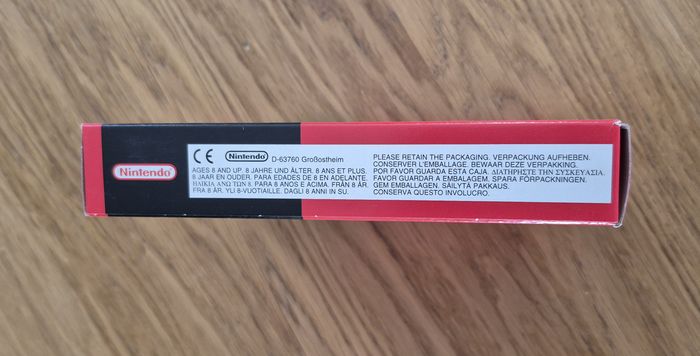 Nintendo
CE Nintendo D-63760 Großostheim
AGES 8 AND UP. 8 JAHRE UND ÄLTER. 8 ANS ET PLUS.
8 JAAR EN OUDER. PARA EDADES DE 8 EN ADELANTE.
ΗΛΙΚΙΑ ΑΝΩ ΤΩΝ 8. PARA 8 ANOS E ACIMA. FRÅN 8 ÅR.
FRA 8 ÅR. YLI 8-VUOTIAILLE. DAGLI 8 ANNI IN SU.
PLEASE RETAIN THE PACKAGING. VERPACKUNG AUFHEBEN.
CONSERVER L'EMBALLAGE. BEWAAR DEZE VERPAKKING.
POR FAVOR GUARDA ESTA CAJA. ΔΙΑΤΗΡΗΣΤΕ ΤΗΝ ΣΥΣΚΕΥΑΣΙΑ.
FAVOR GUARDAR A EMBALAGEM. SPARA FÖRPACKNINGEN.
GEM EMBALLAGEN. SÄILYTÄ PAKKAUS.
CONSERVA QUESTO INVOLUCRO.